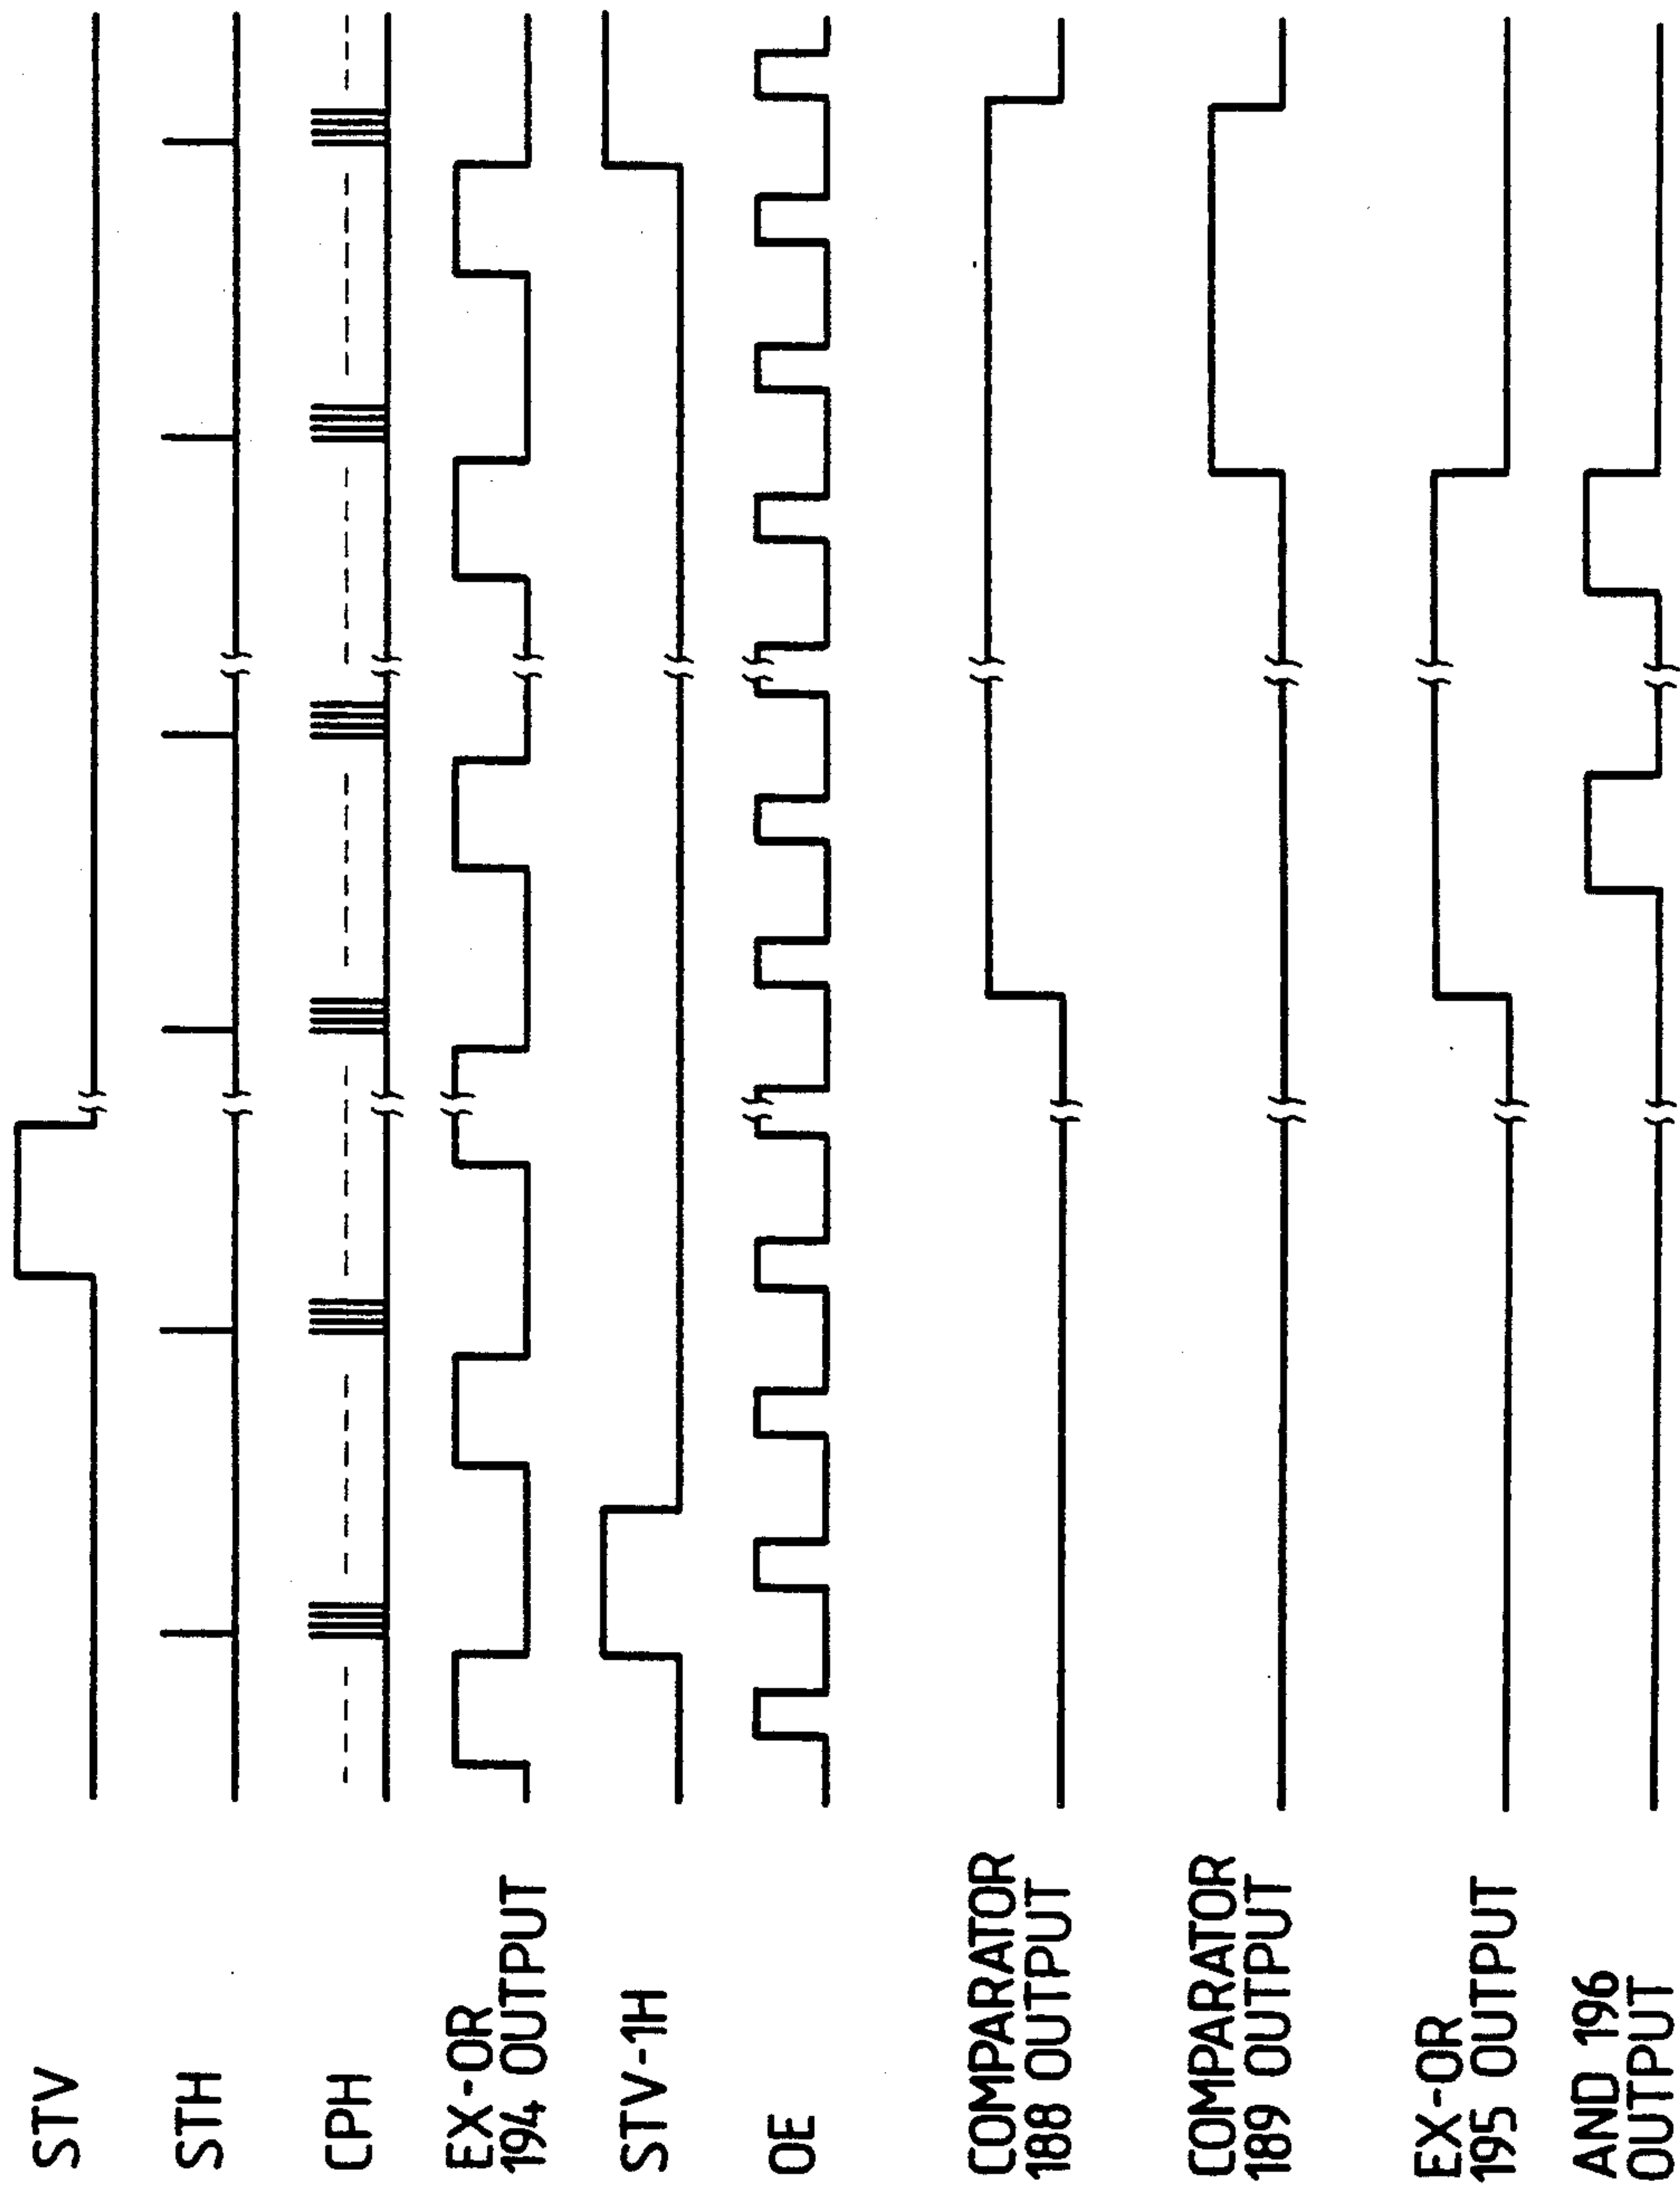 STV
STH
CPH
EX-OR
194 OUTPUT
STV-1H
OE
COMPARATOR
188 OUTPUT
COMPARATOR
189 OUTPUT
EX-OR
195 OUTPUT
AND 196
OUTPUT